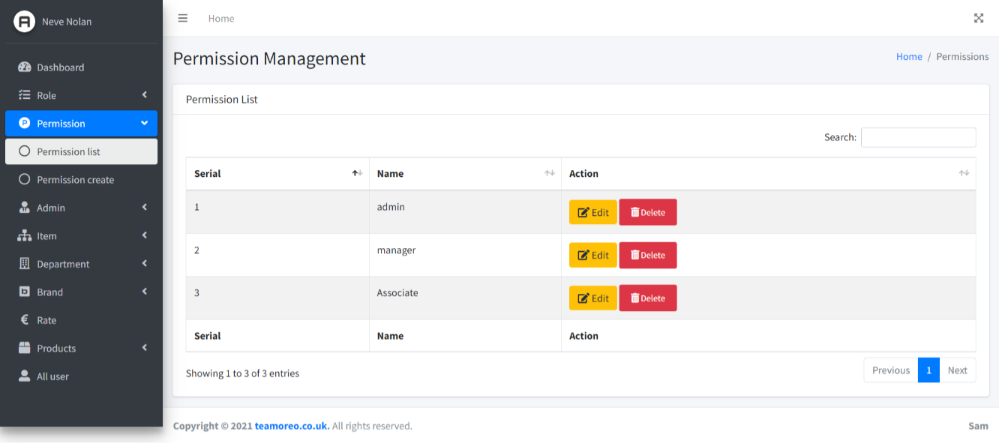 Neve Nolan
Home
Dashboard
Role
Permission
Permission list
Permission create
Admin
Item
Department
Brand
Rate
Products
All user
Permission Management
Home / Permissions
Permission List
Search:
Serial Name Action
1 admin Edit Delete
2 manager Edit Delete
3 Associate Edit Delete
Serial Name Action
Showing 1 to 3 of 3 entries
Previous 1 Next
Copyright © 2021 teamoreo.co.uk. All rights reserved.
Sam